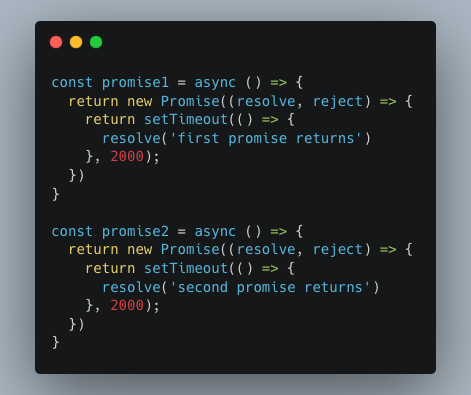 const promise1 = async () => {
  return new Promise((resolve, reject) => {
    return setTimeout(() => {
      resolve('first promise returns')
    }, 2000);
  })
}

const promise2 = async () => {
  return new Promise((resolve, reject) => {
    return setTimeout(() => {
      resolve('second promise returns')
    }, 2000);
  })
}